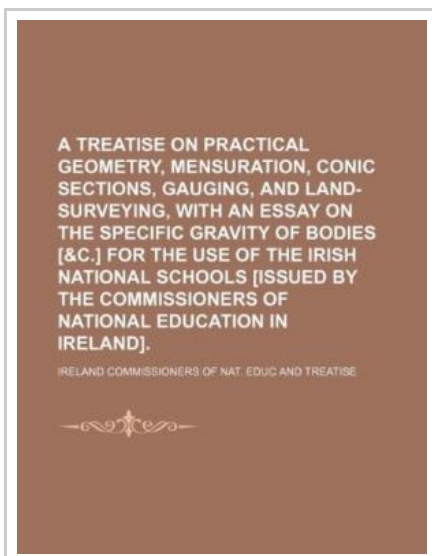 A TREATISE ON PRACTICAL
GEOMETRY, MENSURATION, CONIC
SECTIONS, GAUGING, AND LAND-
SURVEYING, WITH AN ESSAY ON
THE SPECIFIC GRAVITY OF BODIES
[&C.] FOR THE USE OF THE IRISH
NATIONAL SCHOOLS [ISSUED BY
THE COMMISSIONERS OF
NATIONAL EDUCATION IN
IRELAND].
IRELAND COMMISSIONERS OF NAT. EDUC AND TREATISE